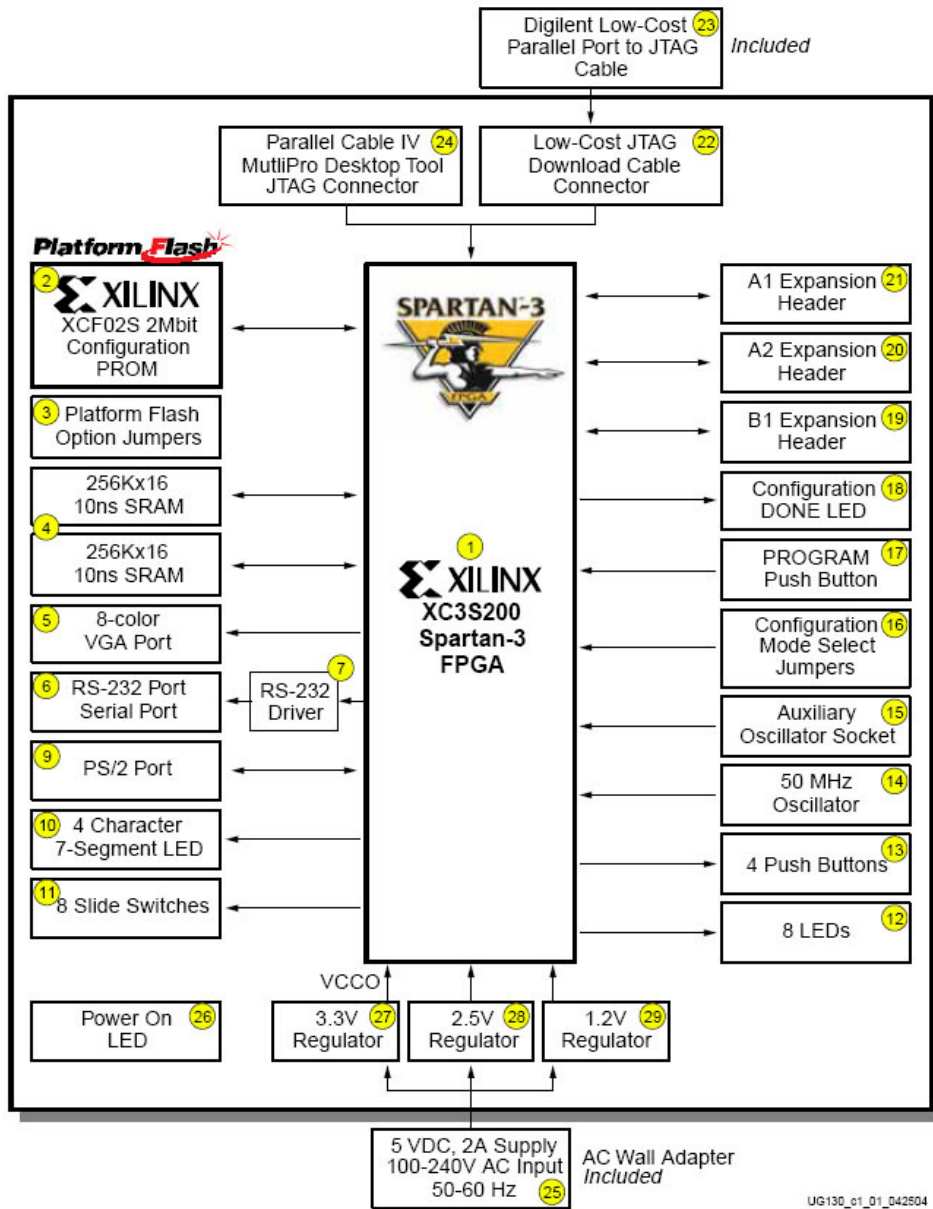 Digilent Low-Cost 23
Parallel Port to JTAG
Cable
Included
Parallel Cable IV 24
MutliPro Desktop Tool
JTAG Connector
Low-Cost JTAG 22
Download Cable
Connector
Platform Flash
2 XILINX
XCF02S 2Mbit
Configuration
PROM
3 Platform Flash
Option Jumpers
256Kx16
10ns SRAM
4
256Kx16
10ns SRAM
5 8-color
VGA Port
6 RS-232 Port
Serial Port
7
RS-232
Driver
9 PS/2 Port
10 4 Character
7-Segment LED
11 8 Slide Switches
SPARTAN-3
FPGA
1
XILINX
XC3S200
Spartan-3
FPGA
A1 Expansion 21
Header
A2 Expansion 20
Header
B1 Expansion 19
Header
Configuration 18
DONE LED
PROGRAM 17
Push Button
Configuration 16
Mode Select
Jumpers
Auxiliary 15
Oscillator Socket
50 MHz 14
Oscillator
4 Push Buttons 13
8 LEDs 12
VCCO
Power On 26
LED
3.3V 27
Regulator
2.5V 28
Regulator
1.2V 29
Regulator
5 VDC, 2A Supply
100-240V AC Input
50-60 Hz 25
AC Wall Adapter
Included
UG130_c1_01_042504